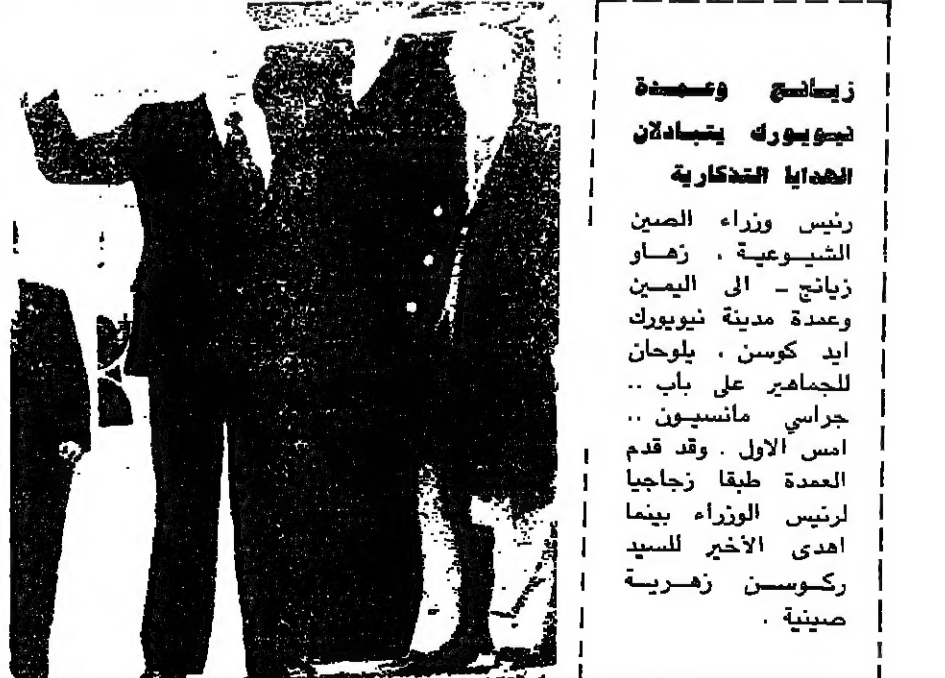 زيانج وعمدة
نيويورك يتبادلان
الهدايا التذكارية
رئيس وزراء الصين
الشيوعية ، زهاو
زيانج ـ الى اليمين
وعمدة مدينة نيويورك
ايد كوسن ، يلوحان
للجماهير على باب ..
جراسي مانسيون ..
امس الاول . وقد قدم
العمدة طبقا زجاجيا
لرئيس الوزراء بينما
اهدى الأخير للسيد
ركوسن زهرية
صينية .